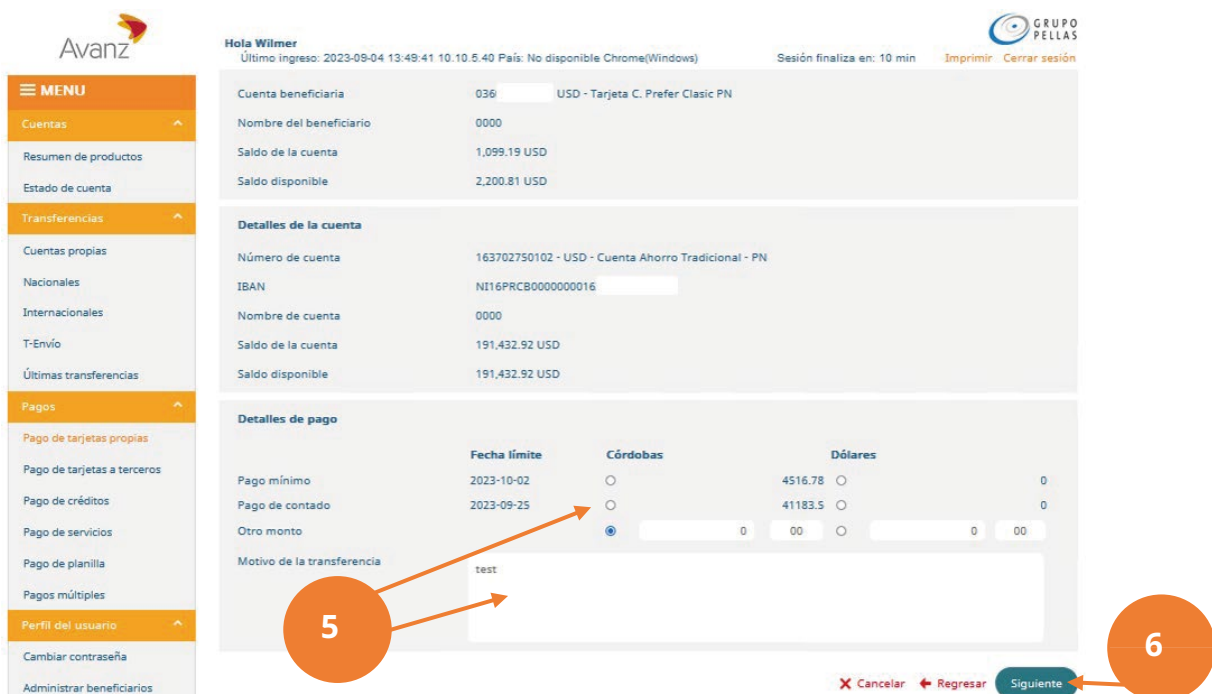 Avanz
GRUPO
PELLAS
Hola Wilmer
Último ingreso: 2023-09-04 13:49:41 10.10.5.40 País: No disponible Chrome(Windows) Sesión finaliza en: 10 min Imprimir Cerrar sesión
MENU
Cuentas
Resumen de productos
Estado de cuenta
Transferencias
Cuentas propias
Nacionales
Internacionales
T-Envío
Últimas transferencias
Pagos
Pago de tarjetas propias
Pago de tarjetas a terceros
Pago de créditos
Pago de servicios
Pago de planilla
Pagos múltiples
Perfil del usuario
Cambiar contraseña
Administrar beneficiarios
Cuenta beneficiaria 036 USD - Tarjeta C. Prefer Clasic PN
Nombre del beneficiario 0000
Saldo de la cuenta 1,099.19 USD
Saldo disponible 2,200.81 USD
Detalles de la cuenta
Número de cuenta 163702750102 - USD - Cuenta Ahorro Tradicional - PN
IBAN NI16PRCB0000000016
Nombre de cuenta 0000
Saldo de la cuenta 191,432.92 USD
Saldo disponible 191,432.92 USD
Detalles de pago
Fecha límite Córdobas Dólares
Pago mínimo 2023-10-02 4516.78 0
Pago de contado 2023-09-25 41183.5 0
Otro monto 0 00 0 00
Motivo de la transferencia test
5
6
Cancelar Regresar Siguiente